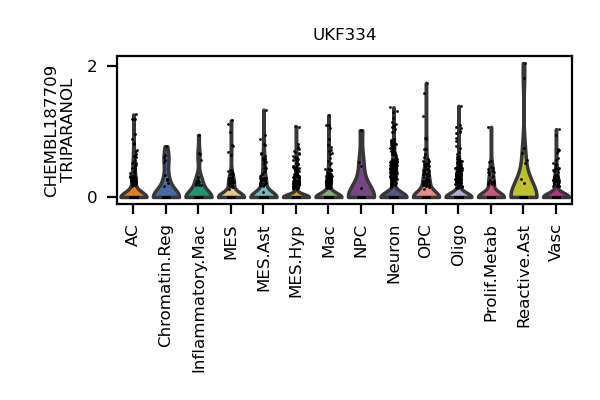 UKF334
CHEMBL187709
TRIPARANOL
2
0
AC
Chromatin.Reg
Inflammatory.Mac
MES
MES.Ast
MES.Hyp
Mac
NPC
Neuron
OPC
Oligo
Prolif.Metab
Reactive.Ast
Vasc